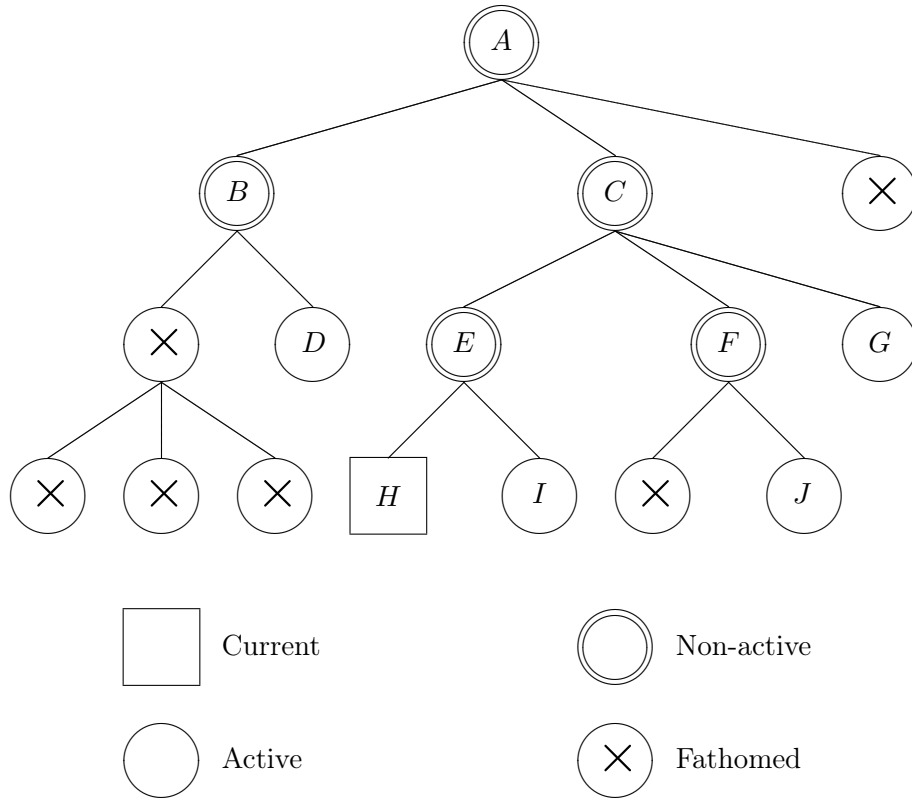 A
B C
D E F G
H I J
Current Non-active
Active Fathomed